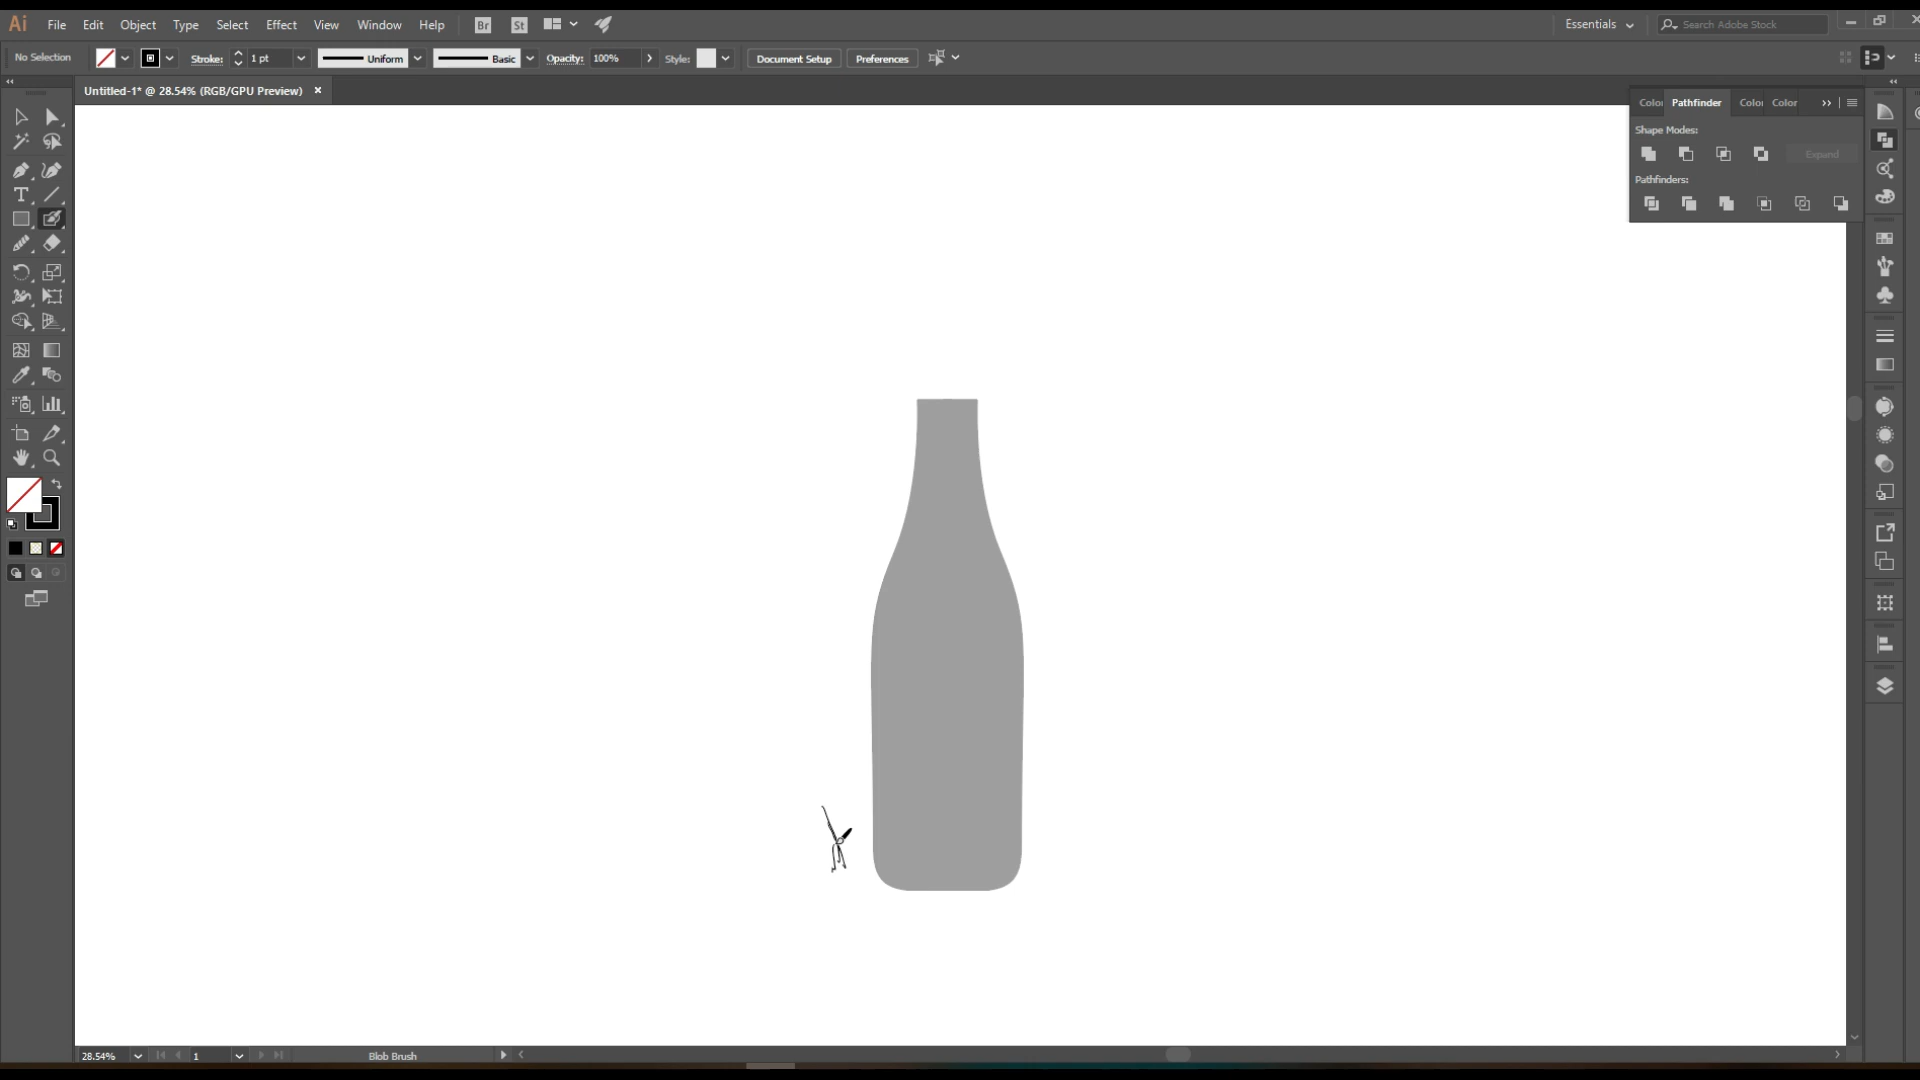 Ai File Edit Object Type Select Effect View Window Help Br St Essentials Search Adobe Stock
No Selection Stroke: 1 pt Uniform Basic Opacity: 100% Style: Document Setup Preferences
Untitled-1* @ 28.54% (RGB/GPU Preview) ×
Color Pathfinder Color Color
Shape Modes:
Expand
Pathfinders:
28.54% 1 Blob Brush